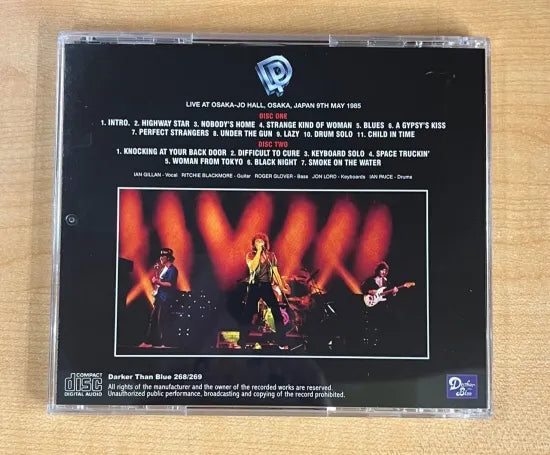 LIVE AT OSAKA-JO HALL, OSAKA, JAPAN 9TH MAY 1985
DISC ONE
1. INTRO. 2. HIGHWAY STAR 3. NOBODY'S HOME 4. STRANGE KIND OF WOMAN 5. BLUES 6. A GYPSY'S KISS
7. PERFECT STRANGERS 8. UNDER THE GUN 9. LAZY 10. DRUM SOLO 11. CHILD IN TIME
DISC TWO
1. KNOCKING AT YOUR BACK DOOR 2. DIFFICULT TO CURE 3. KEYBOARD SOLO 4. SPACE TRUCKIN'
5. WOMAN FROM TOKYO 6. BLACK NIGHT 7. SMOKE ON THE WATER
IAN GILLAN - Vocal RITCHIE BLACKMORE - Guitar ROGER GLOVER - Bass JON LORD - Keyboards IAN PAICE - Drums
COMPACT
disc
DIGITAL AUDIO
Darker Than Blue 268/269
All rights of the manufacturer and the owner of the recorded works are reserved.
Unauthorized public performance, broadcasting and copying of the record prohibited.
Darker
Blue